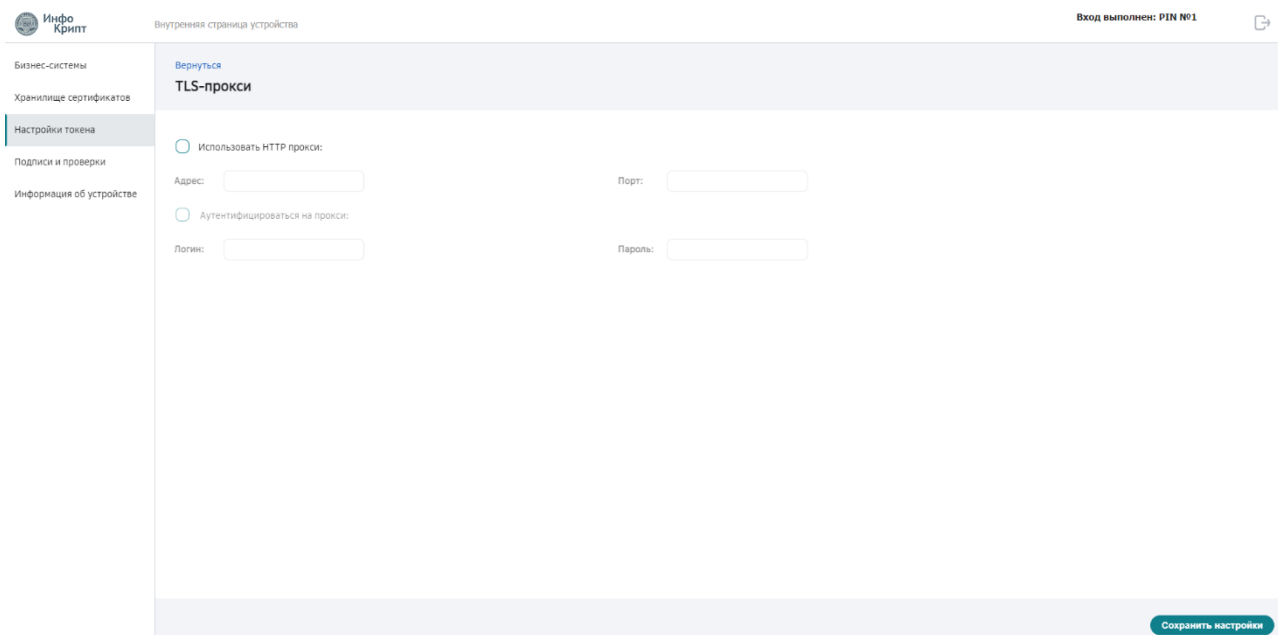 Инфо
Крипт
Внутренняя страница устройства
Вход выполнен: PIN №1
Бизнес-системы
Хранилище сертификатов
Настройки токена
Подписи и проверки
Информация об устройстве
Вернуться
TLS-прокси
Использовать HTTP прокси:
Адрес:
Порт:
Аутентифицироваться на прокси:
Логин:
Пароль:
Сохранить настройки